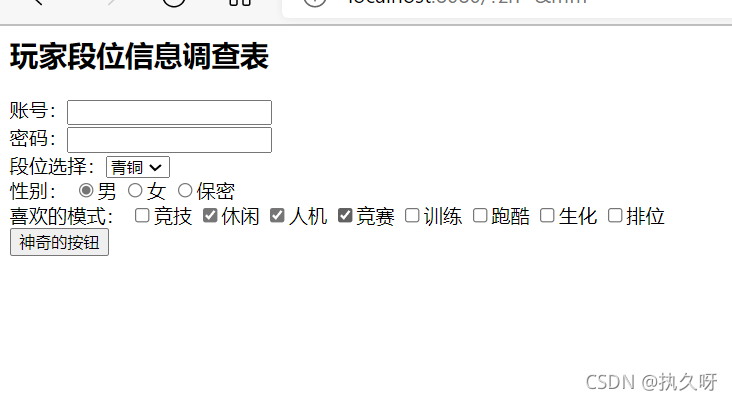 玩家段位信息调查表
账号：
密码：
段位选择：青铜
性别： 男 女 保密
喜欢的模式： 竞技 休闲 人机 竞赛 训练 跑酷 生化 排位
神奇的按钮
CSDN @执久呀